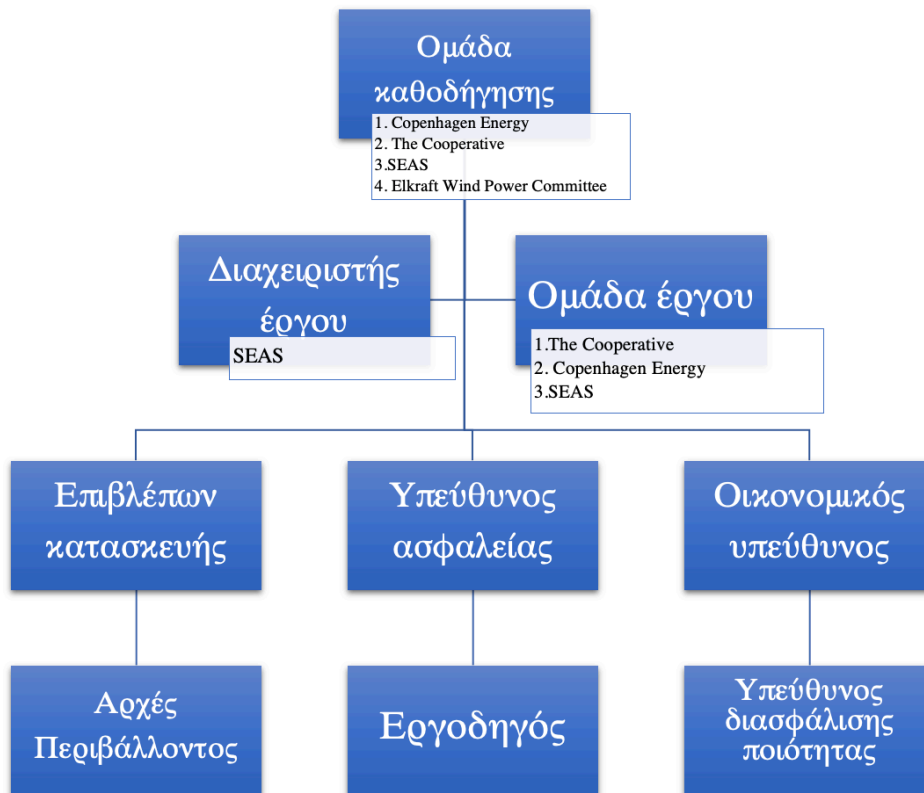 Ομάδα
καθοδήγησης
1. Copenhagen Energy
2. The Cooperative
3.SEAS
4. Elkraft Wind Power Committee
Διαχειριστής
έργου
SEAS
Ομάδα έργου
1.The Cooperative
2. Copenhagen Energy
3.SEAS
Επιβλέπων
κατασκευής
Υπεύθυνος
ασφαλείας
Οικονομικός
υπεύθυνος
Αρχές
Περιβάλλοντος
Εργοδηγός
Υπεύθυνος
διασφάλισης
ποιότητας